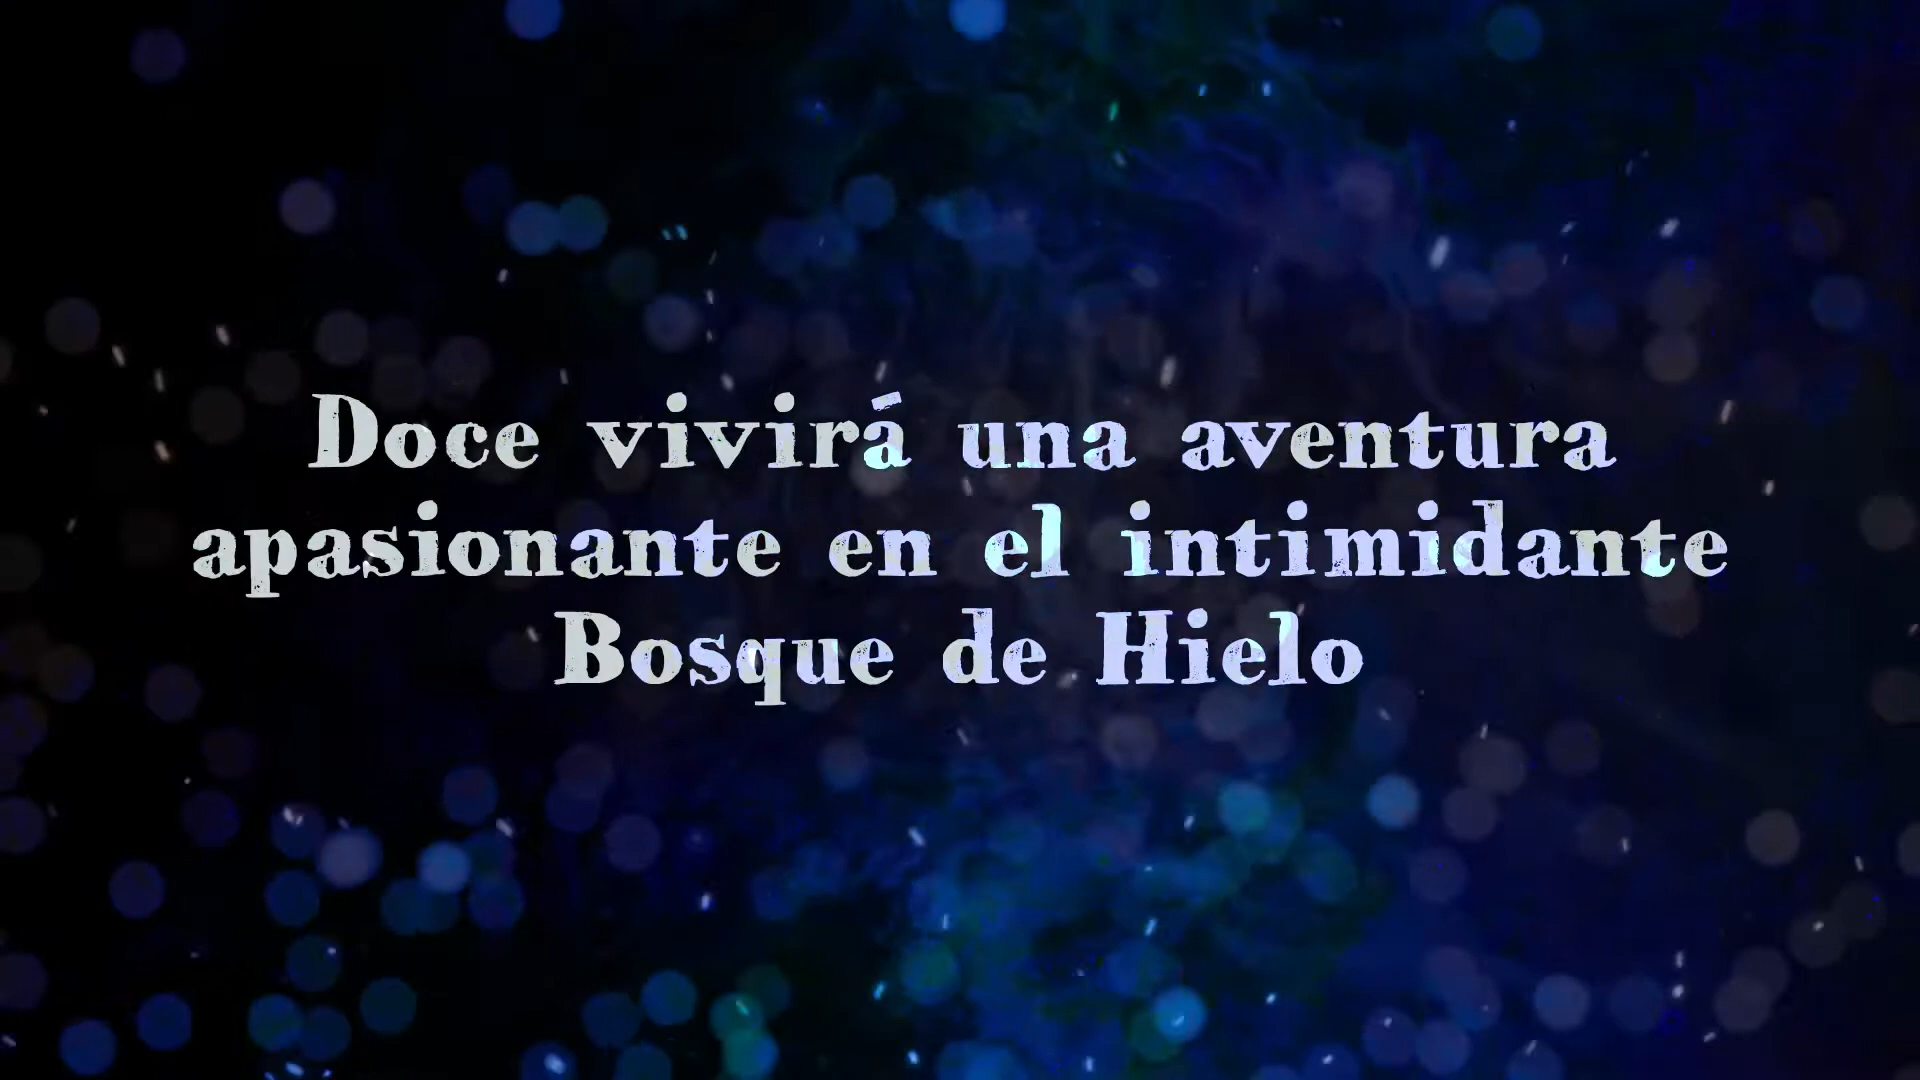 Doce vivirá una aventura
apasionante en el intimidante
Bosque de Hielo